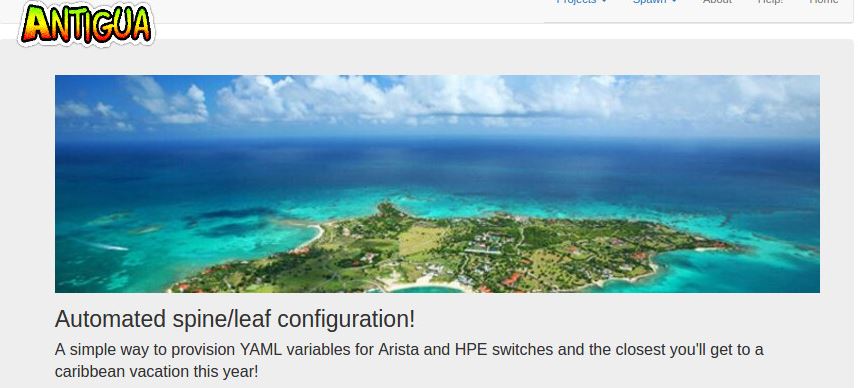 ANTIGUA
Projects Spawn About Help! Home
Automated spine/leaf configuration!
A simple way to provision YAML variables for Arista and HPE switches and the closest you'll get to a
caribbean vacation this year!